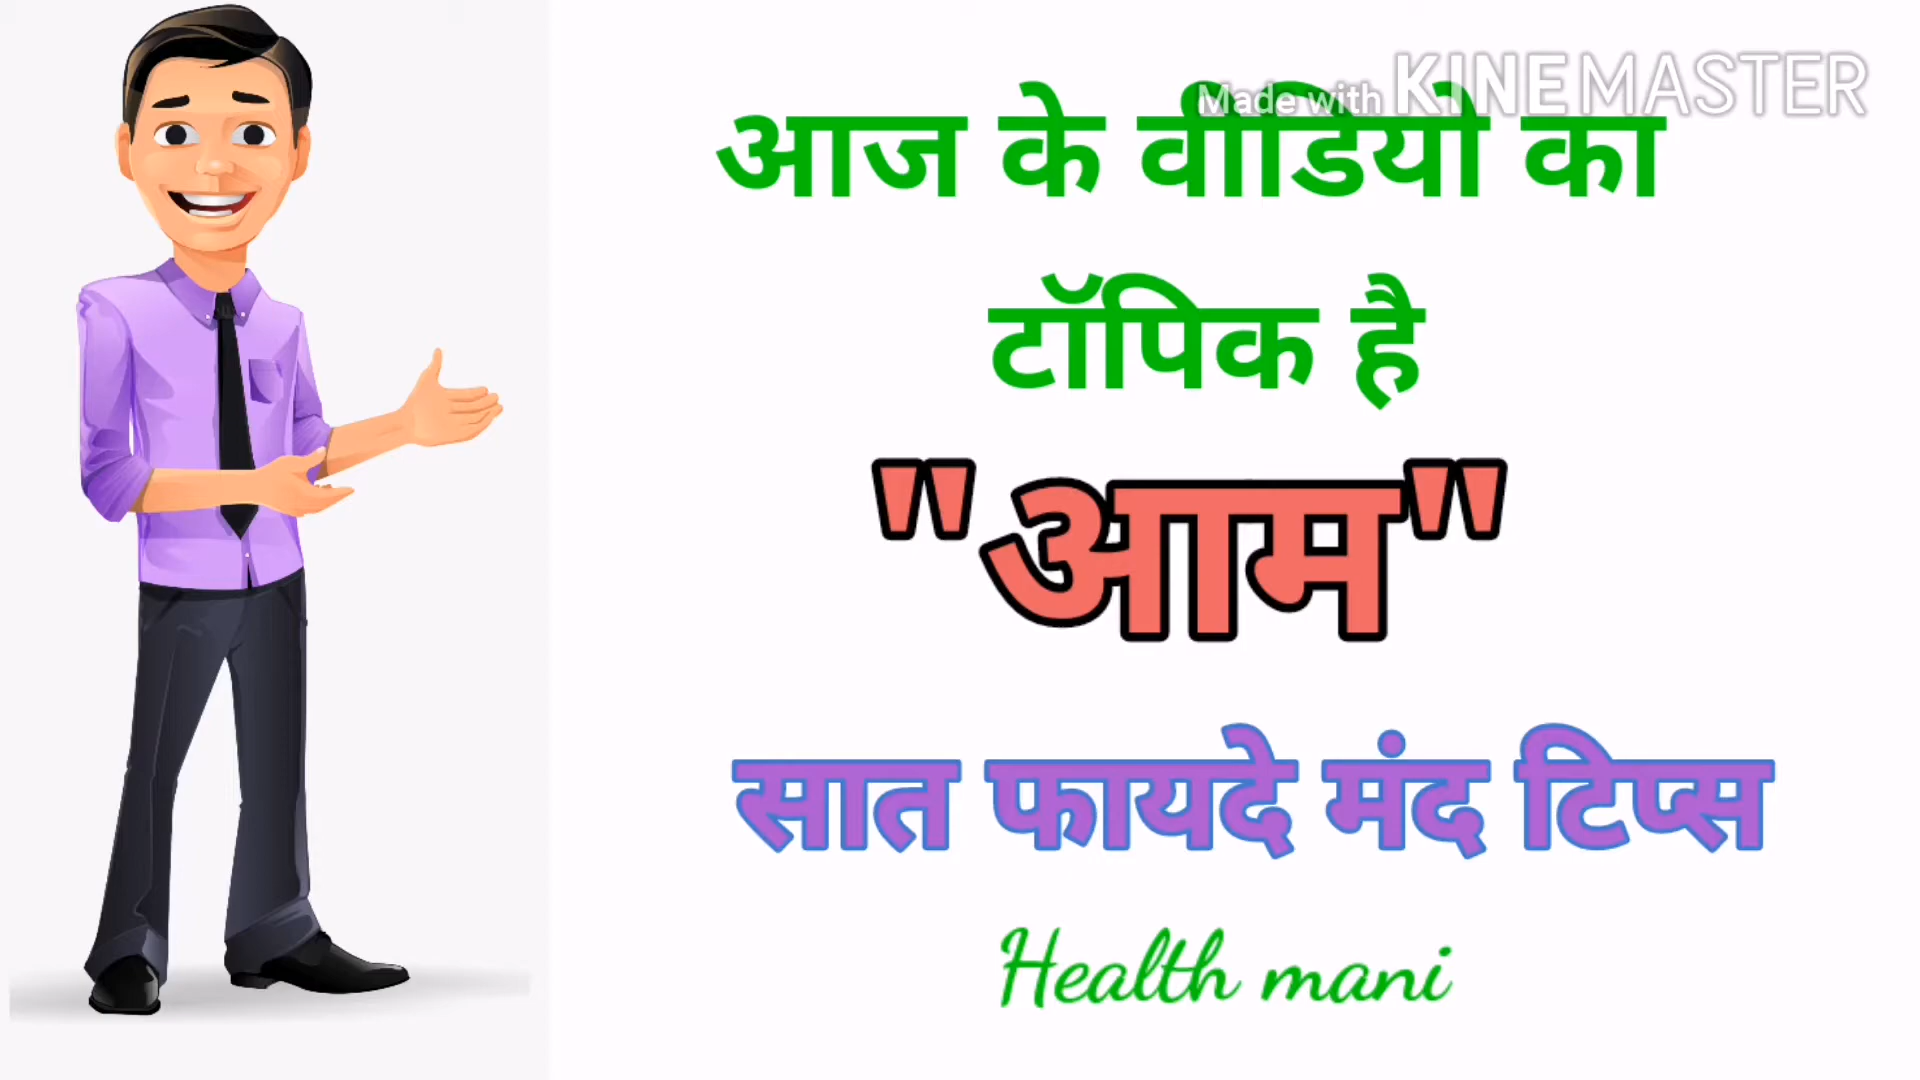 Made with KINEMASTER
आज के वीडियो का
टॉपिक है
"आम"
सात फायदे मंद टिप्स
Health mani